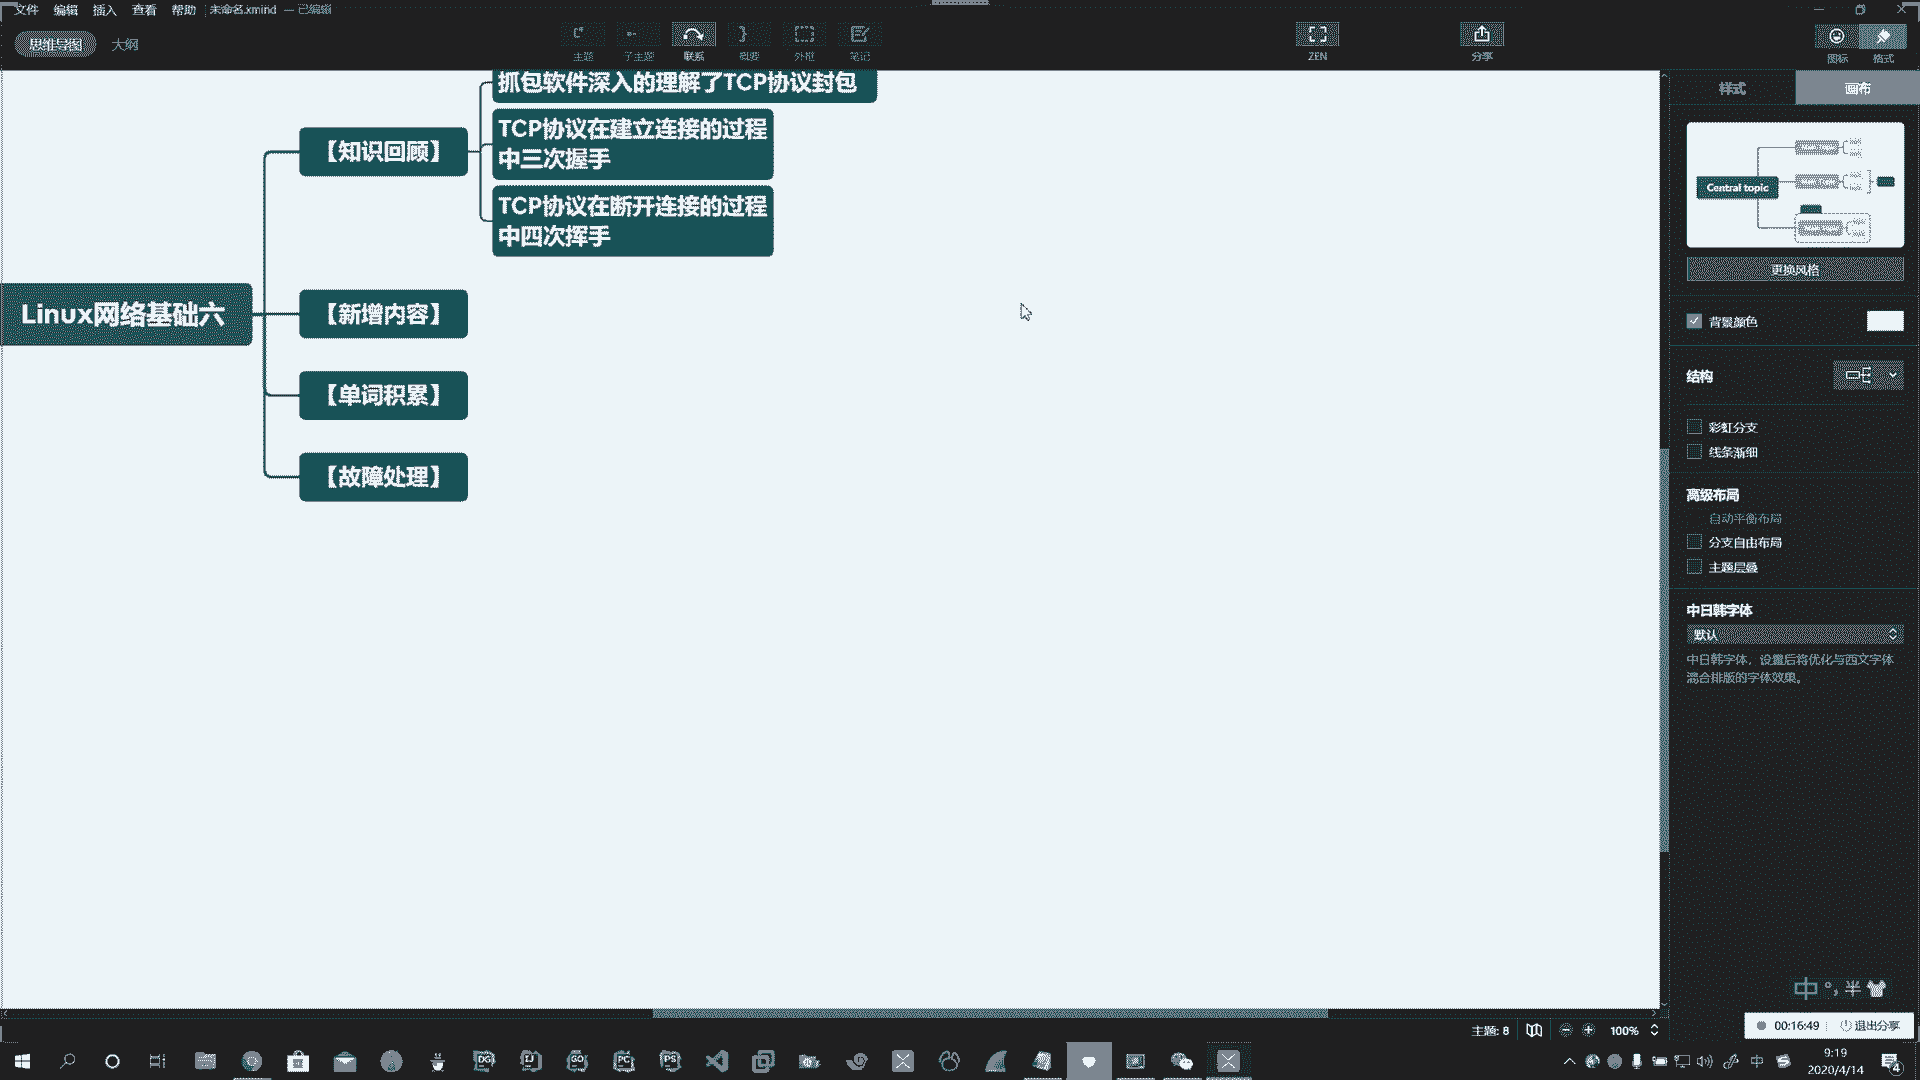 文件 编辑 插入 查看 帮助 未命名.xmind — 已编辑
思维导图 大纲
主题 子主题 联系 概要 外框 笔记 ZEN 分享 图标 格式
样式 画布
抓包软件深入的理解了TCP协议封包
TCP协议在建立连接的过程
中三次握手
TCP协议在断开连接的过程
中四次挥手
【知识回顾】
Linux网络基础六
【新增内容】
【单词积累】
【故障处理】
Central topic
更换风格
背景颜色
结构
彩虹分支
线条渐细
高级布局
自动平衡布局
分支自由布局
主题层叠
中日韩字体
默认
中日韩字体，设置后将优化与西文字体
混合排版的字体效果。
中 °, 半
00:16:49 退出分享
主题: 8 100%
DG IJ GO PC PS
中
9:19
2020/4/14
4